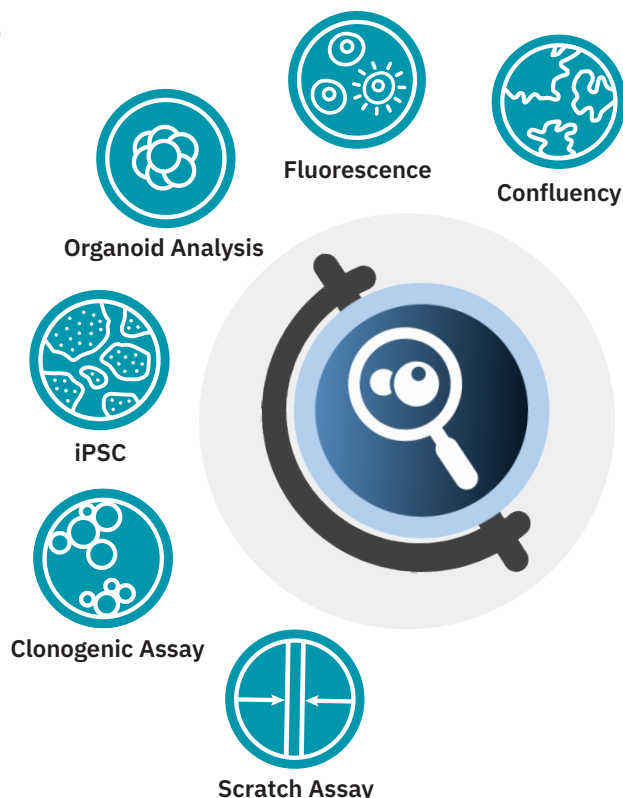 Fluorescence
Confluency
Organoid Analysis
iPSC
Clonogenic Assay
Scratch Assay